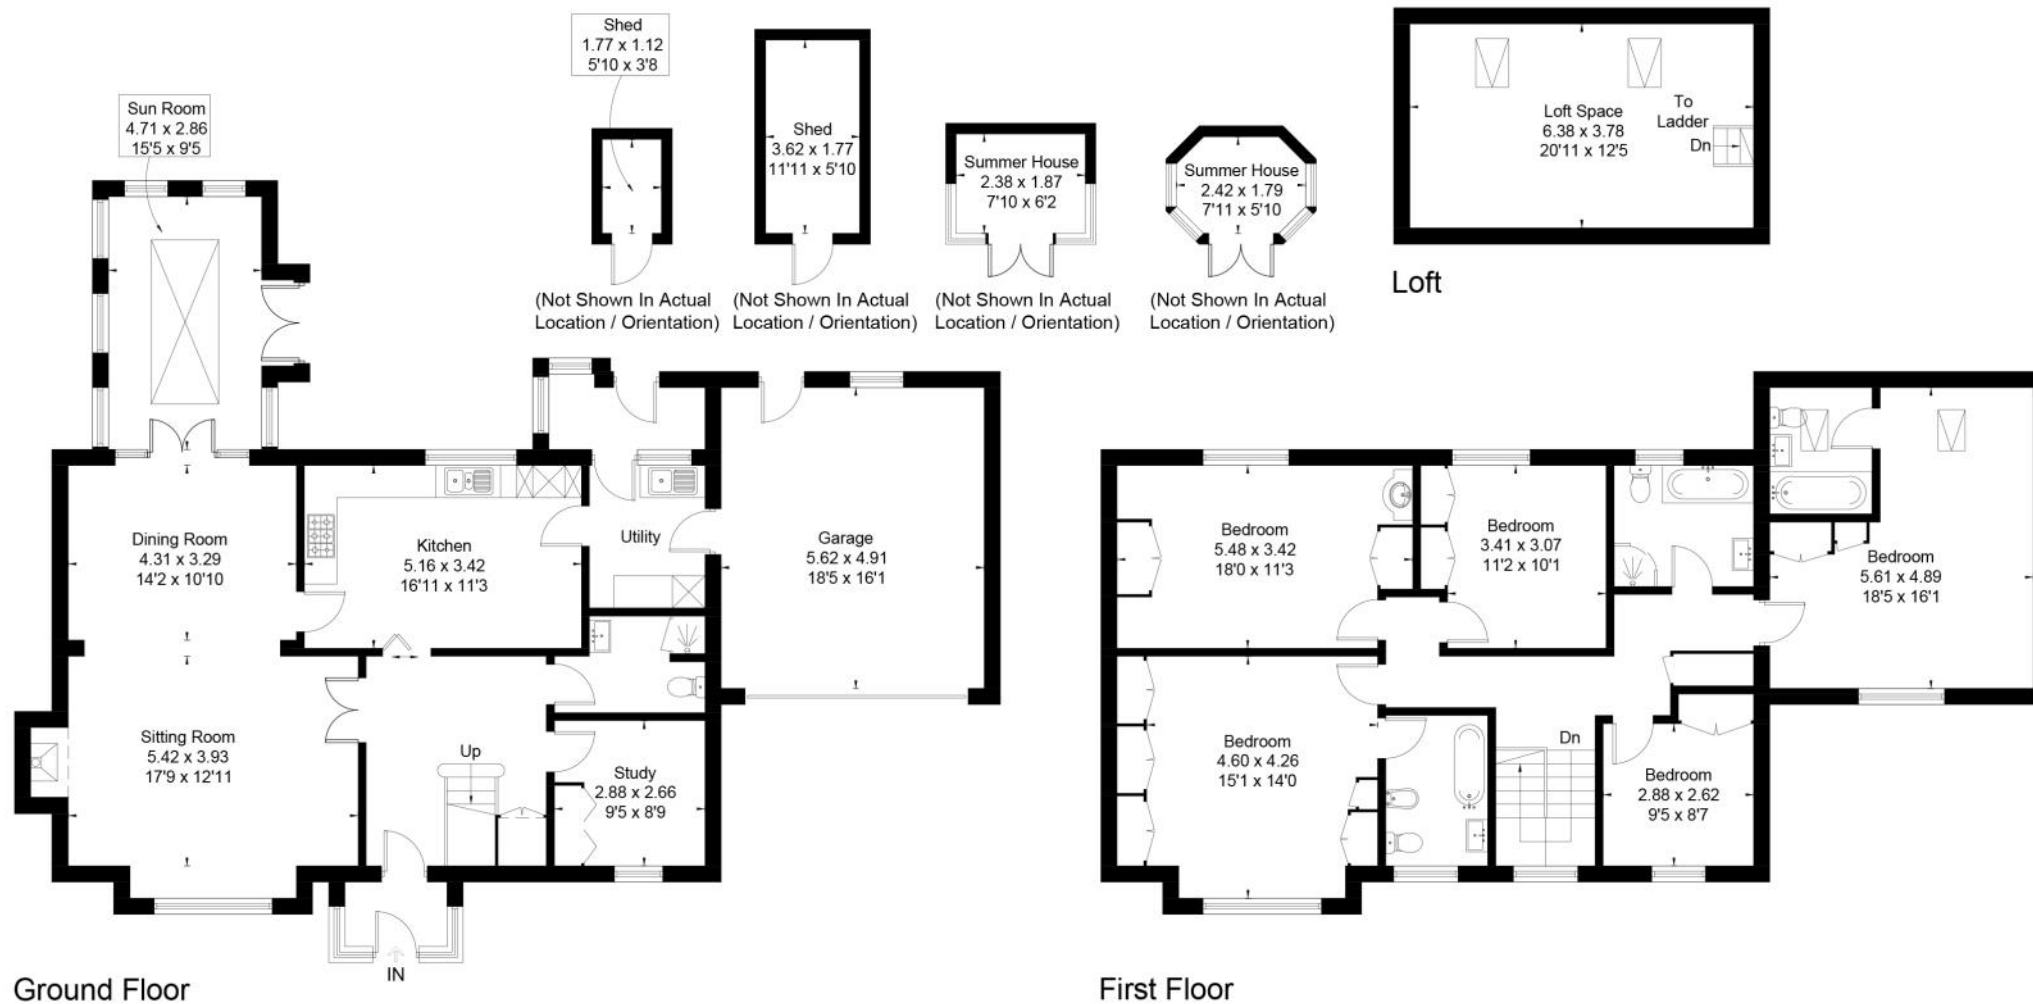 Shed
1.77 x 1.12
5'10 x 3'8
Sun Room
4.71 x 2.86
15'5 x 9'5
Shed
3.62 x 1.77
11'11 x 5'10
Summer House
2.38 x 1.87
7'10 x 6'2
Summer House
2.42 x 1.79
7'11 x 5'10
Loft Space
6.38 x 3.78
20'11 x 12'5
To
Ladder
Dn
Loft
(Not Shown In Actual
Location / Orientation)
(Not Shown In Actual
Location / Orientation)
(Not Shown In Actual
Location / Orientation)
(Not Shown In Actual
Location / Orientation)
Dining Room
4.31 x 3.29
14'2 x 10'10
Kitchen
5.16 x 3.42
16'11 x 11'3
Utility
Garage
5.62 x 4.91
18'5 x 16'1
Sitting Room
5.42 x 3.93
17'9 x 12'11
Up
Study
2.88 x 2.66
9'5 x 8'9
IN
Ground Floor
Bedroom
5.48 x 3.42
18'0 x 11'3
Bedroom
3.41 x 3.07
11'2 x 10'1
Bedroom
5.61 x 4.89
18'5 x 16'1
Bedroom
4.60 x 4.26
15'1 x 14'0
Dn
Bedroom
2.88 x 2.62
9'5 x 8'7
First Floor